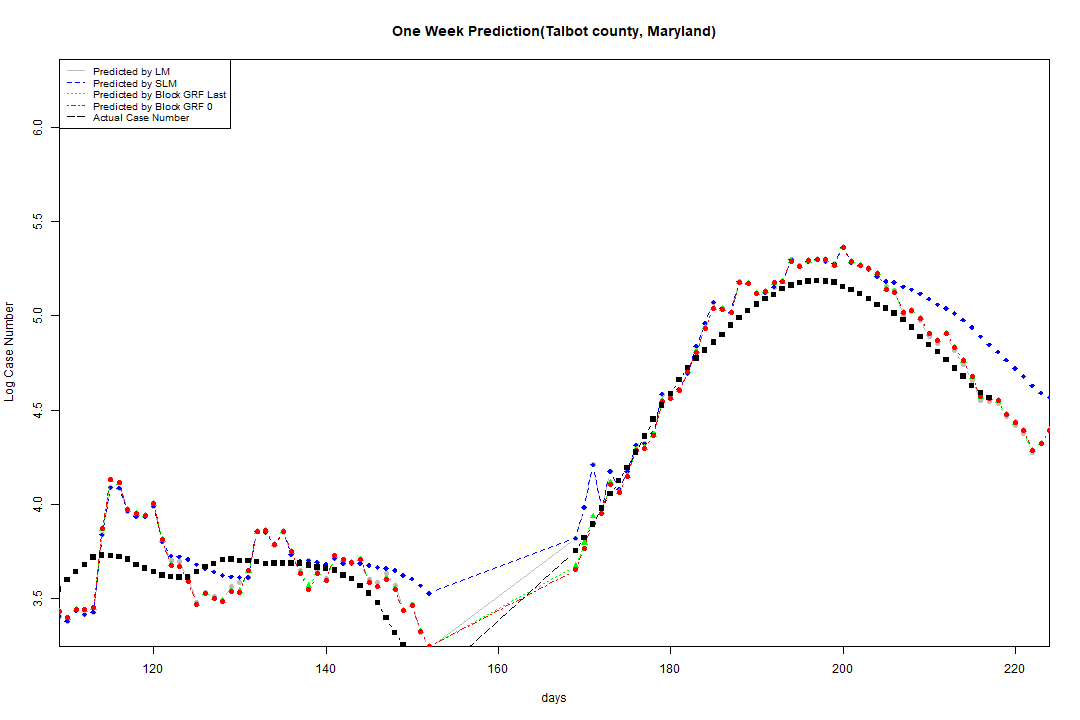 One Week Prediction(Talbot county, Maryland)
Predicted by LM
Predicted by SLM
Predicted by Block GRF Last
Predicted by Block GRF 0
Actual Case Number
6.0
5.5
5.0
4.5
4.0
3.5
Log Case Number
120 140 160 180 200 220
days